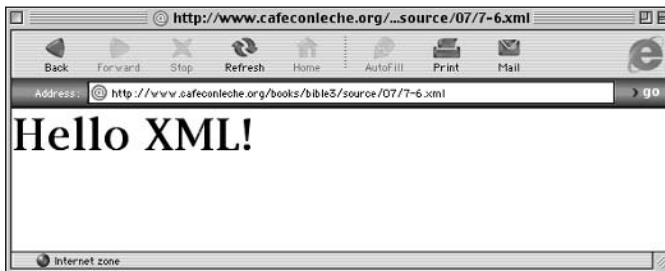 http://www.cafeconleche.org/...source/07/7-6.xml
Back Forward Stop Refresh Home AutoFill Print Mail
Address: http://www.cafeconleche.org/books/bible3/source/07/7-6.xml go
Hello XML!
Internet zone